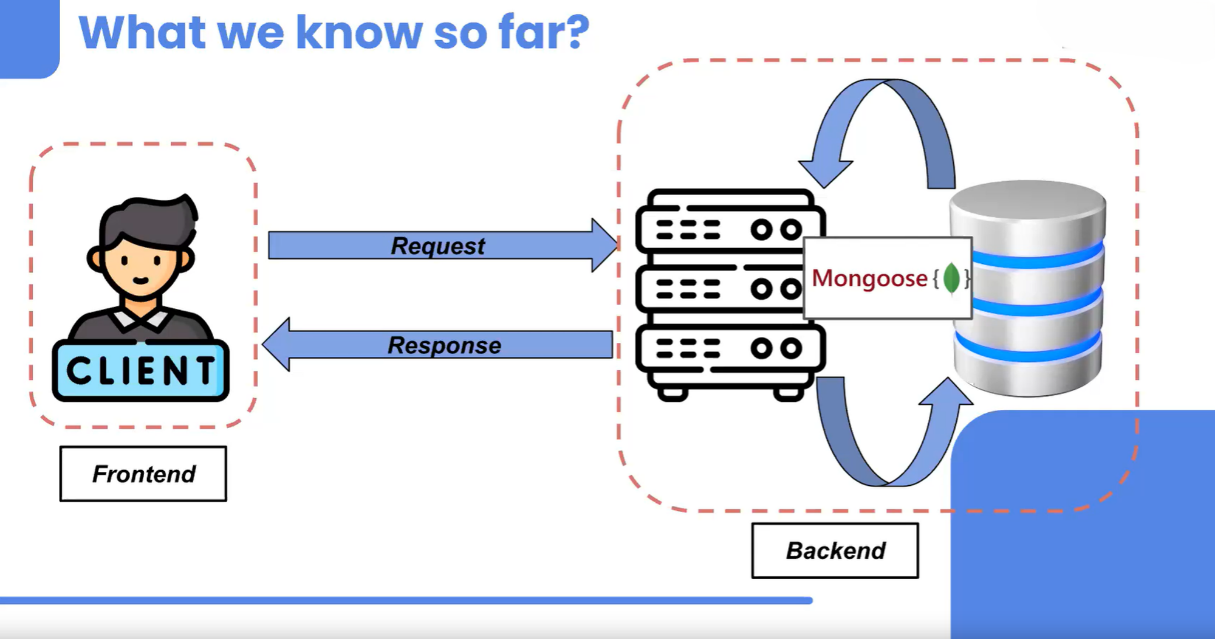 What we know so far?
Request
Mongoose {}
Response
CLIENT
Frontend
Backend